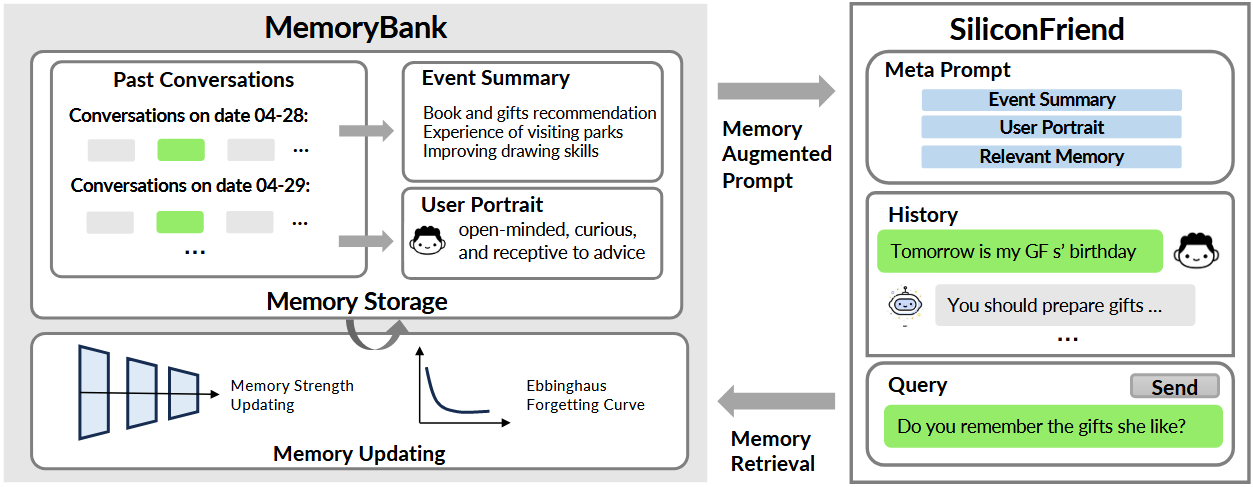 MemoryBank
Past Conversations
Conversations on date 04-28:
...
Conversations on date 04-29:
...
...
Event Summary
Book and gifts recommendation
Experience of visiting parks
Improving drawing skills
User Portrait
open-minded, curious,
and receptive to advice
Memory Storage
Memory Strength
Updating
Ebbinghaus
Forgetting Curve
Memory Updating
Memory
Augmented
Prompt
Memory
Retrieval
SiliconFriend
Meta Prompt
Event Summary
User Portrait
Relevant Memory
History
Tomorrow is my GF s’ birthday
You should prepare gifts ...
...
Query
Send
Do you remember the gifts she like?